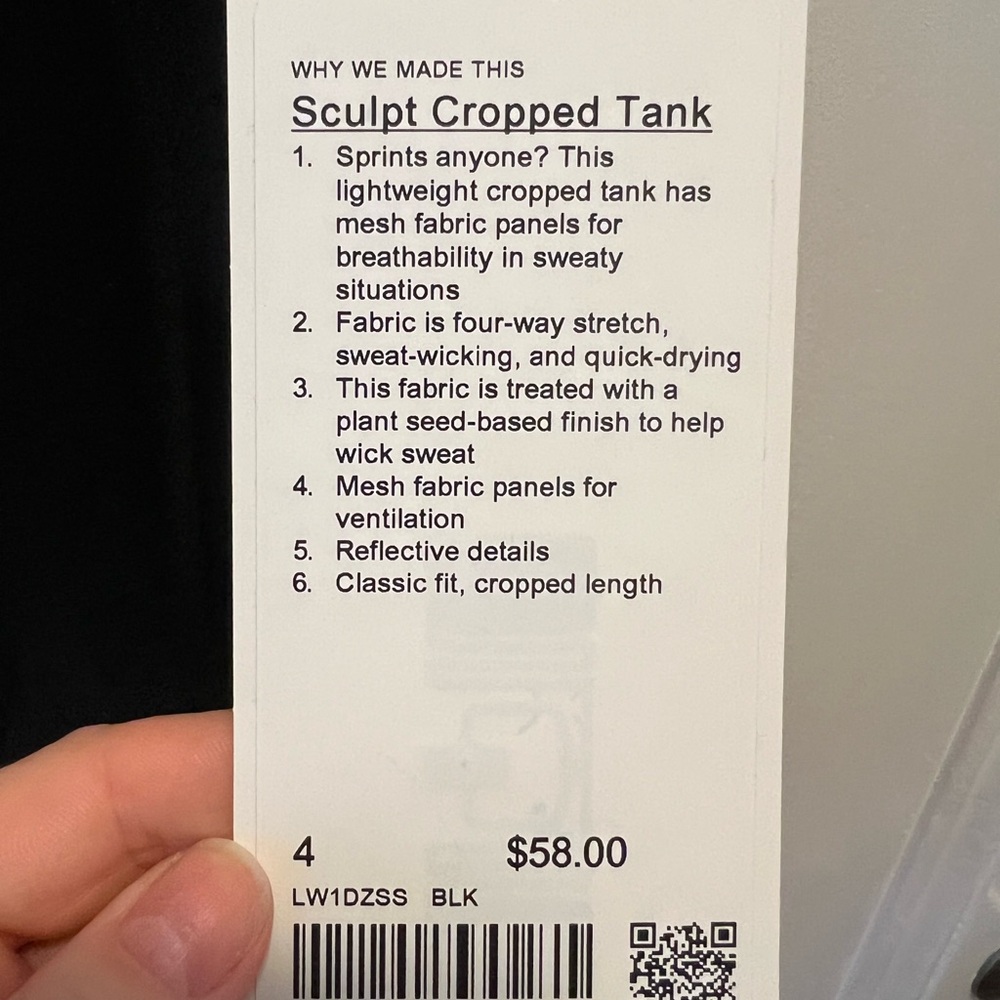 WHY WE MADE THIS
Sculpt Cropped Tank
1. Sprints anyone? This
lightweight cropped tank has
mesh fabric panels for
breathability in sweaty
situations
2. Fabric is four-way stretch,
sweat-wicking, and quick-drying
3. This fabric is treated with a
plant seed-based finish to help
wick sweat
4. Mesh fabric panels for
ventilation
5. Reflective details
6. Classic fit, cropped length
4 $58.00
LW1DZSS BLK